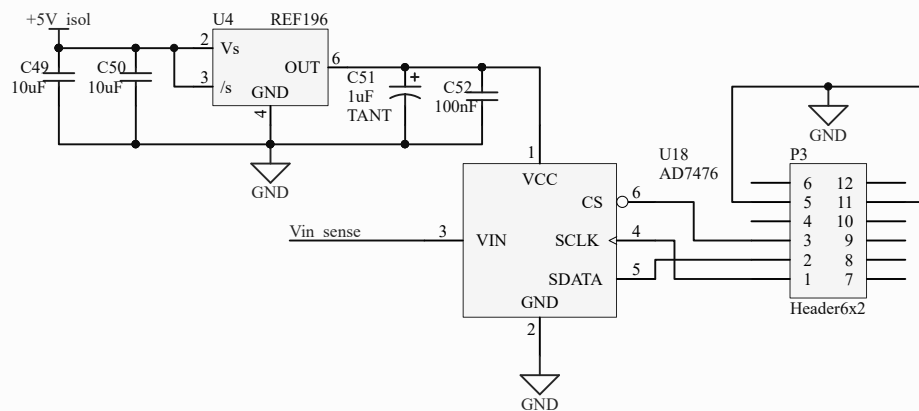 +5V_isol
U4 REF196
2 Vs
OUT 6
3 /s
GND
4
C49
10uF
C50
10uF
C51
1uF
TANT
C52
100nF
GND
1
VCC
U18
AD7476
CS 6
Vin_sense
3 VIN
SCLK 4
SDATA 5
GND
2
GND
GND
P3
6 12
5 11
4 10
3 9
2 8
1 7
Header6x2